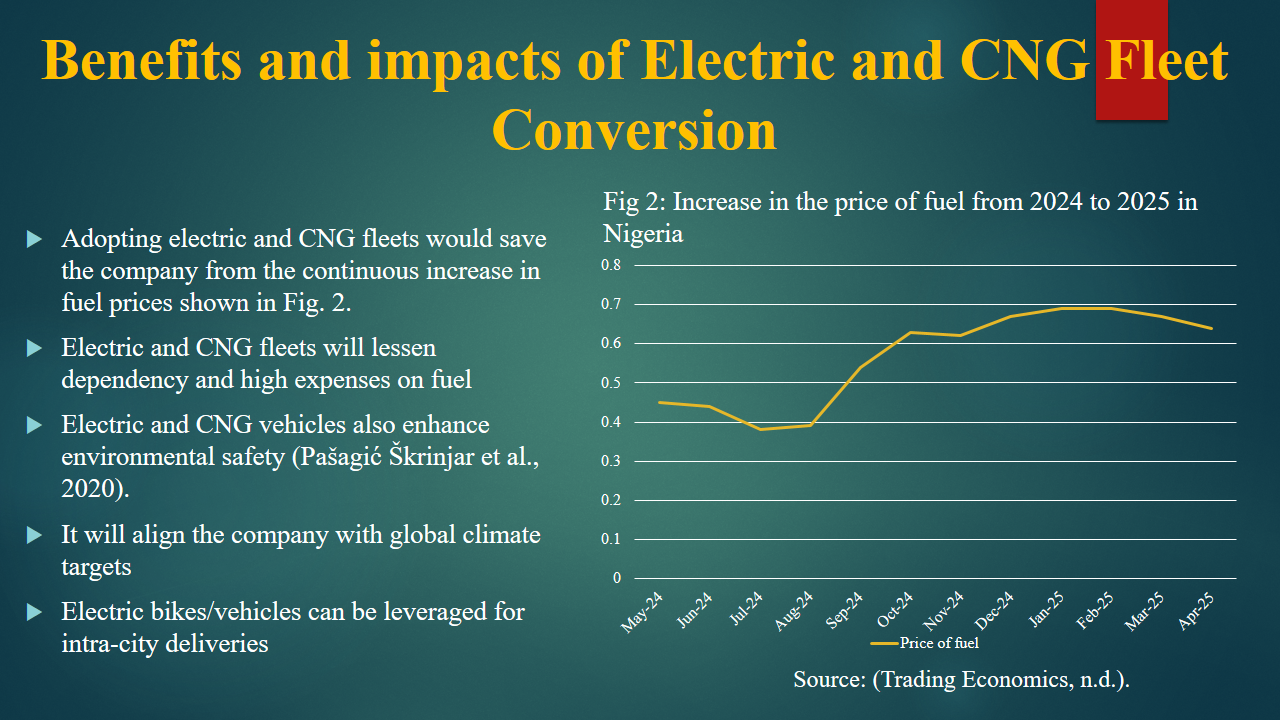 Benefits and impacts of Electric and CNG Fleet
Conversion
Adopting electric and CNG fleets would save
the company from the continuous increase in
fuel prices shown in Fig. 2.
Electric and CNG fleets will lessen
dependency and high expenses on fuel
Electric and CNG vehicles also enhance
environmental safety (Pašagić Škrinjar et al.,
2020).
It will align the company with global climate
targets
Electric bikes/vehicles can be leveraged for
intra-city deliveries
Fig 2: Increase in the price of fuel from 2024 to 2025 in
Nigeria
0.8
0.7
0.6
0.5
0.4
0.3
0.2
0.1
0
May-24 Jun-24 Jul-24 Aug-24 Sep-24 Oct-24 Nov-24 Dec-24 Jan-25 Feb-25 Mar-25 Apr-25
Price of fuel
Source: (Trading Economics, n.d.).